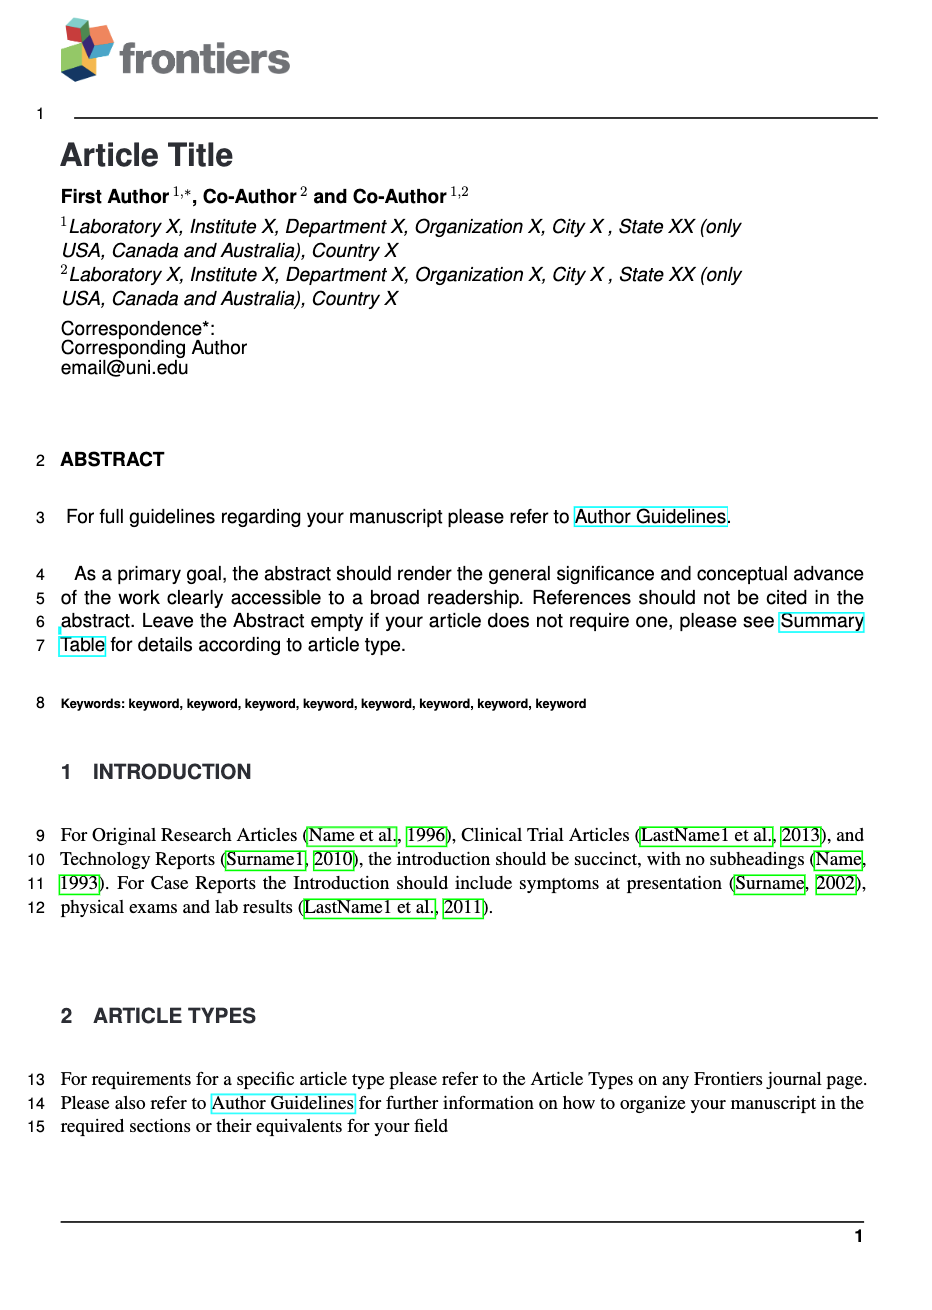 frontiers
1
Article Title
First Author 1,*, Co-Author 2 and Co-Author 1,2
1Laboratory X, Institute X, Department X, Organization X, City X , State XX (only
USA, Canada and Australia), Country X
2Laboratory X, Institute X, Department X, Organization X, City X , State XX (only
USA, Canada and Australia), Country X
Correspondence*:
Corresponding Author
email@uni.edu
2 ABSTRACT
3 For full guidelines regarding your manuscript please refer to Author Guidelines.
4 As a primary goal, the abstract should render the general significance and conceptual advance
5 of the work clearly accessible to a broad readership. References should not be cited in the
6 abstract. Leave the Abstract empty if your article does not require one, please see Summary
7 Table for details according to article type.
8 Keywords: keyword, keyword, keyword, keyword, keyword, keyword, keyword, keyword
1 INTRODUCTION
9 For Original Research Articles (Name et al., 1996), Clinical Trial Articles (LastName1 et al., 2013), and
10 Technology Reports (Surname1, 2010), the introduction should be succinct, with no subheadings (Name,
11 1993). For Case Reports the Introduction should include symptoms at presentation (Surname, 2002),
12 physical exams and lab results (LastName1 et al., 2011).
2 ARTICLE TYPES
13 For requirements for a specific article type please refer to the Article Types on any Frontiers journal page.
14 Please also refer to Author Guidelines for further information on how to organize your manuscript in the
15 required sections or their equivalents for your field
1